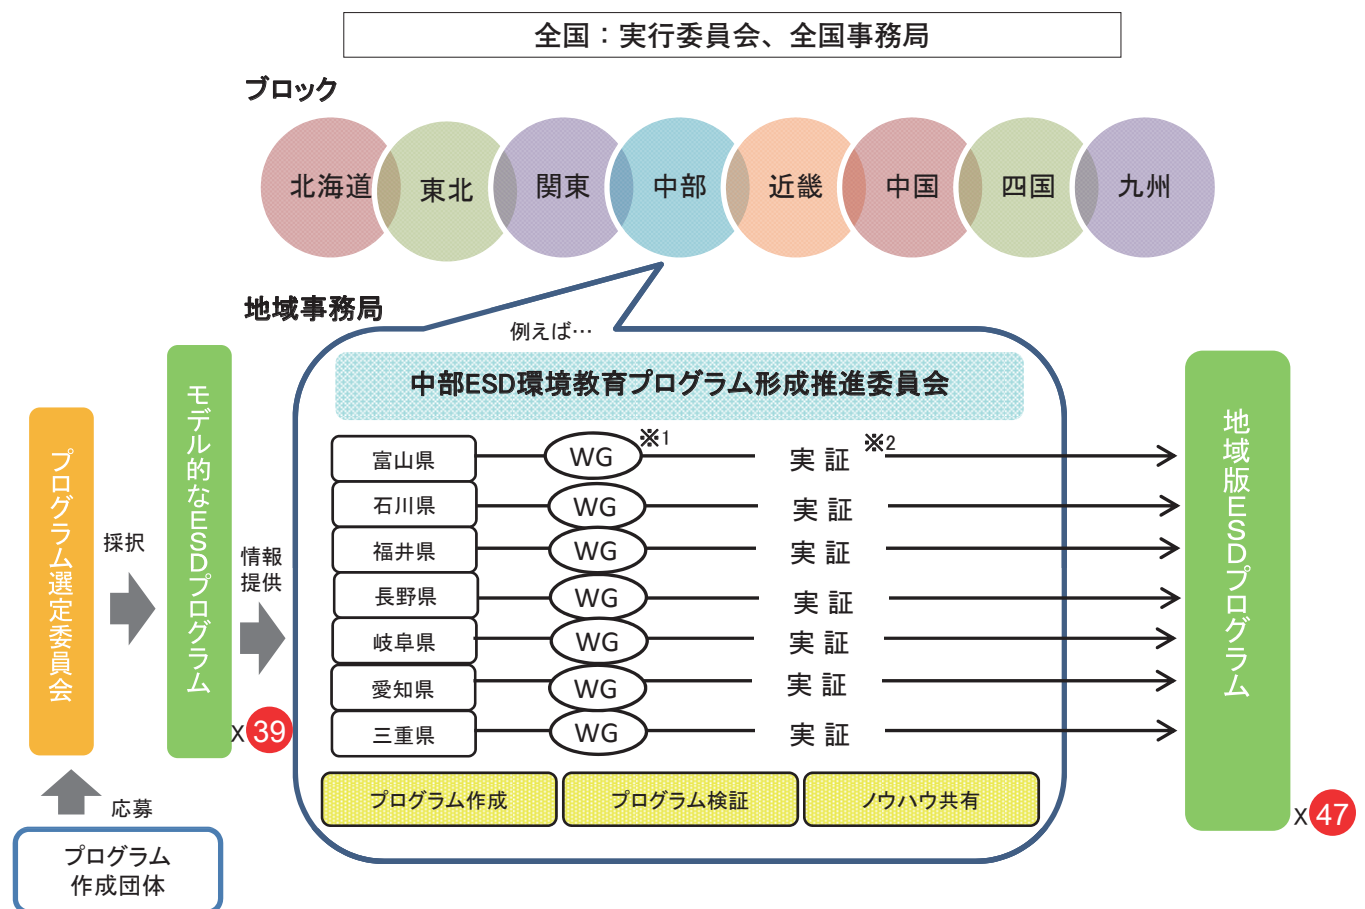 全国：実行委員会、全国事務局
ブロック
北海道
東北
関東
中部
近畿
中国
四国
九州
地域事務局
例えば…
中部ESD環境教育プログラム形成推進委員会
プログラム選定委員会
採択
モデル的なESDプログラム
x 39
情報
提供
応募
プログラム
作成団体
富山県 WG ※1 実 証 ※2
石川県 WG 実 証
福井県 WG 実 証
長野県 WG 実 証
岐阜県 WG 実 証
愛知県 WG 実 証
三重県 WG 実 証
プログラム作成
プログラム検証
ノウハウ共有
地域版ESDプログラム
x 47